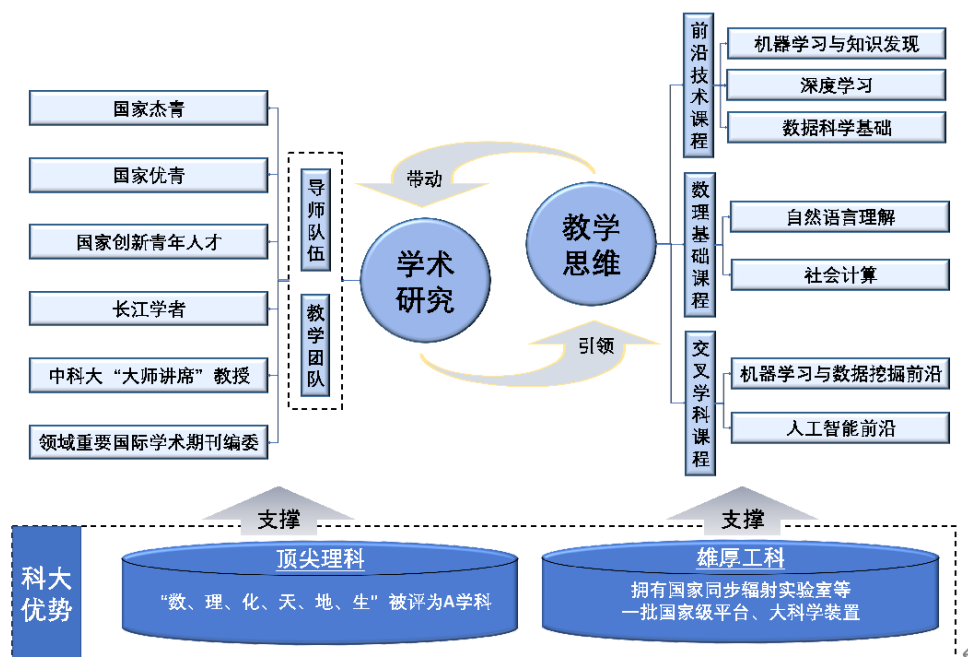 国家杰青
国家优青
国家创新青年人才
长江学者
中科大“大师讲席”教授
领域重要国际学术期刊编委
导师队伍
教学团队
学术
研究
带动
引领
教学
思维
前沿技术课程
机器学习与知识发现
深度学习
数据科学基础
数理基础课程
自然语言理解
社会计算
交叉学科课程
机器学习与数据挖掘前沿
人工智能前沿
支撑
支撑
科大
优势
顶尖理科
“数、理、化、天、地、生”被评为A学科
雄厚工科
拥有国家同步辐射实验室等
一批国家级平台、大科学装置